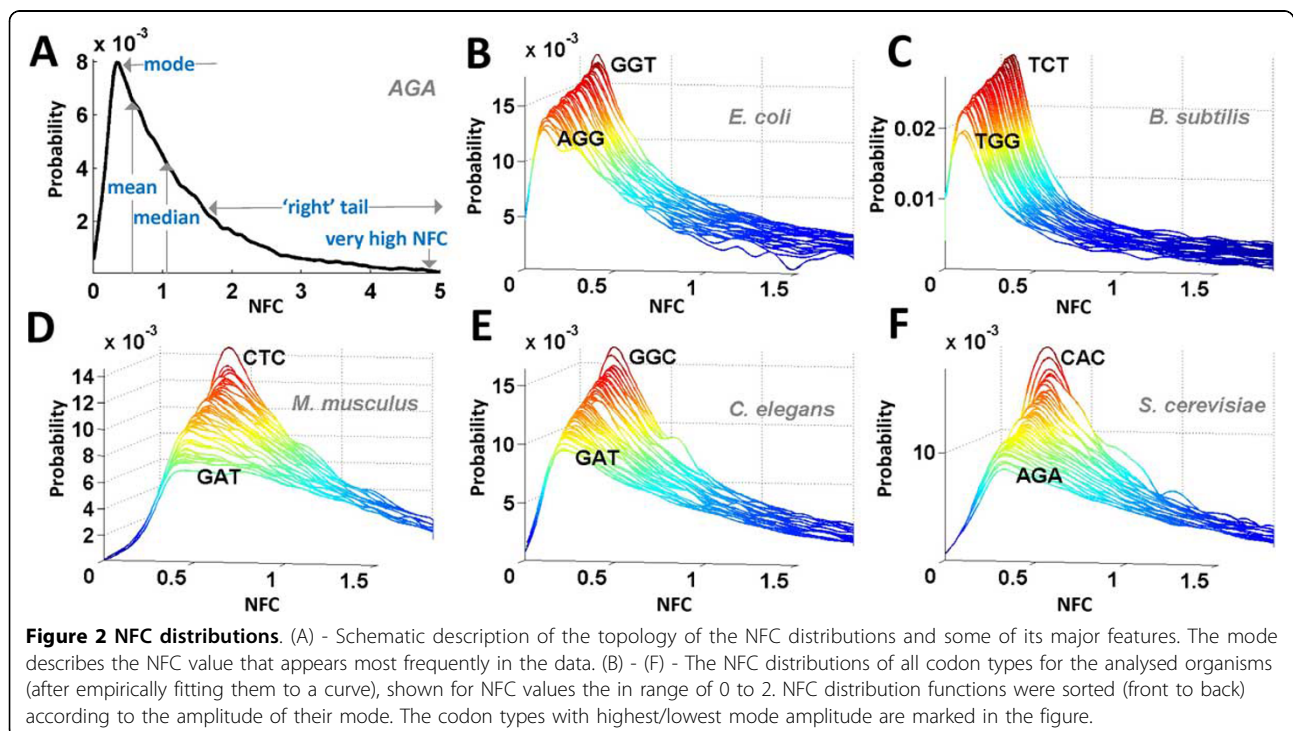 A
x 10-3
8
6
4
2
Probability
mode
AGA
mean
median
'right' tail
very high NFC
0 1 2 3 4 5
NFC
B
x 10-3
GGT
15
10
5
Probability
AGG
E. coli
0 0.5 1 1.5
NFC
C
TCT
0.02
0.01
Probability
TGG
B. subtilis
0 0.5 1 1.5
NFC
D
x 10-3
CTC
14
12
10
8
6
4
2
Probability
M. musculus
GAT
0 0.5 1 1.5
NFC
E
x 10-3
GGC
15
10
5
Probability
C. elegans
GAT
0 0.5 1 1.5
NFC
F
x 10-3
CAC
10
Probability
S. cerevisiae
AGA
0 0.5 1 1.5
NFC
Figure 2 NFC distributions. (A) - Schematic description of the topology of the NFC distributions and some of its major features. The mode
describes the NFC value that appears most frequently in the data. (B) - (F) - The NFC distributions of all codon types for the analysed organisms
(after empirically fitting them to a curve), shown for NFC values the in range of 0 to 2. NFC distribution functions were sorted (front to back)
according to the amplitude of their mode. The codon types with highest/lowest mode amplitude are marked in the figure.